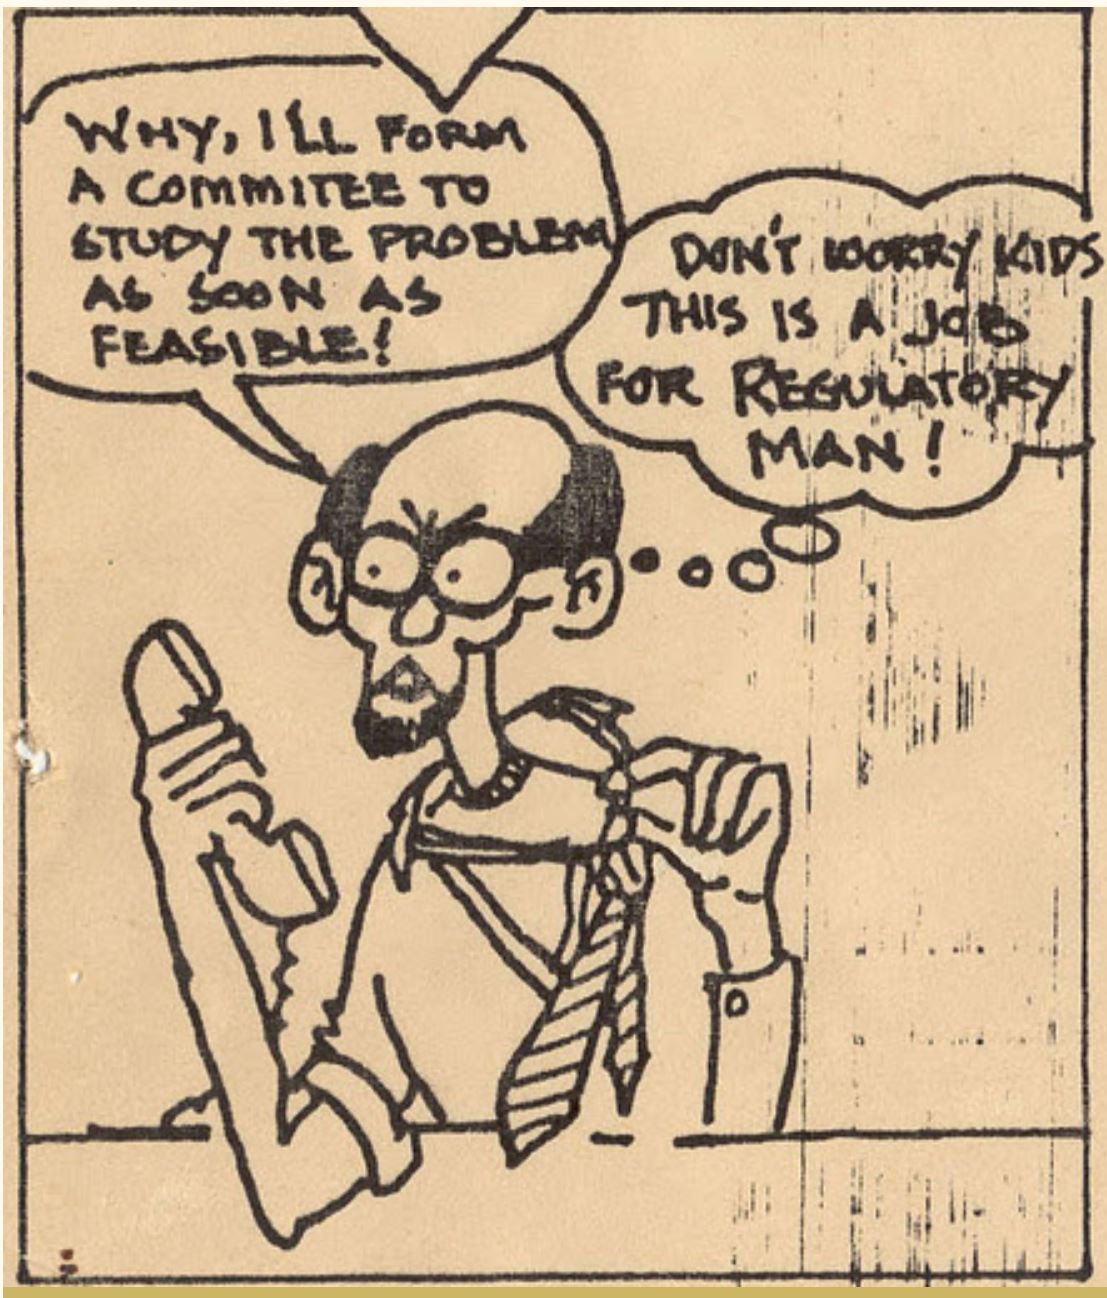 WHY, I'LL FORM
A COMMITEE TO
STUDY THE PROBLEM
AS SOON AS
FEASIBLE!
DON'T WORRY KIDS
THIS IS A JOB
FOR REGULATORY
MAN!